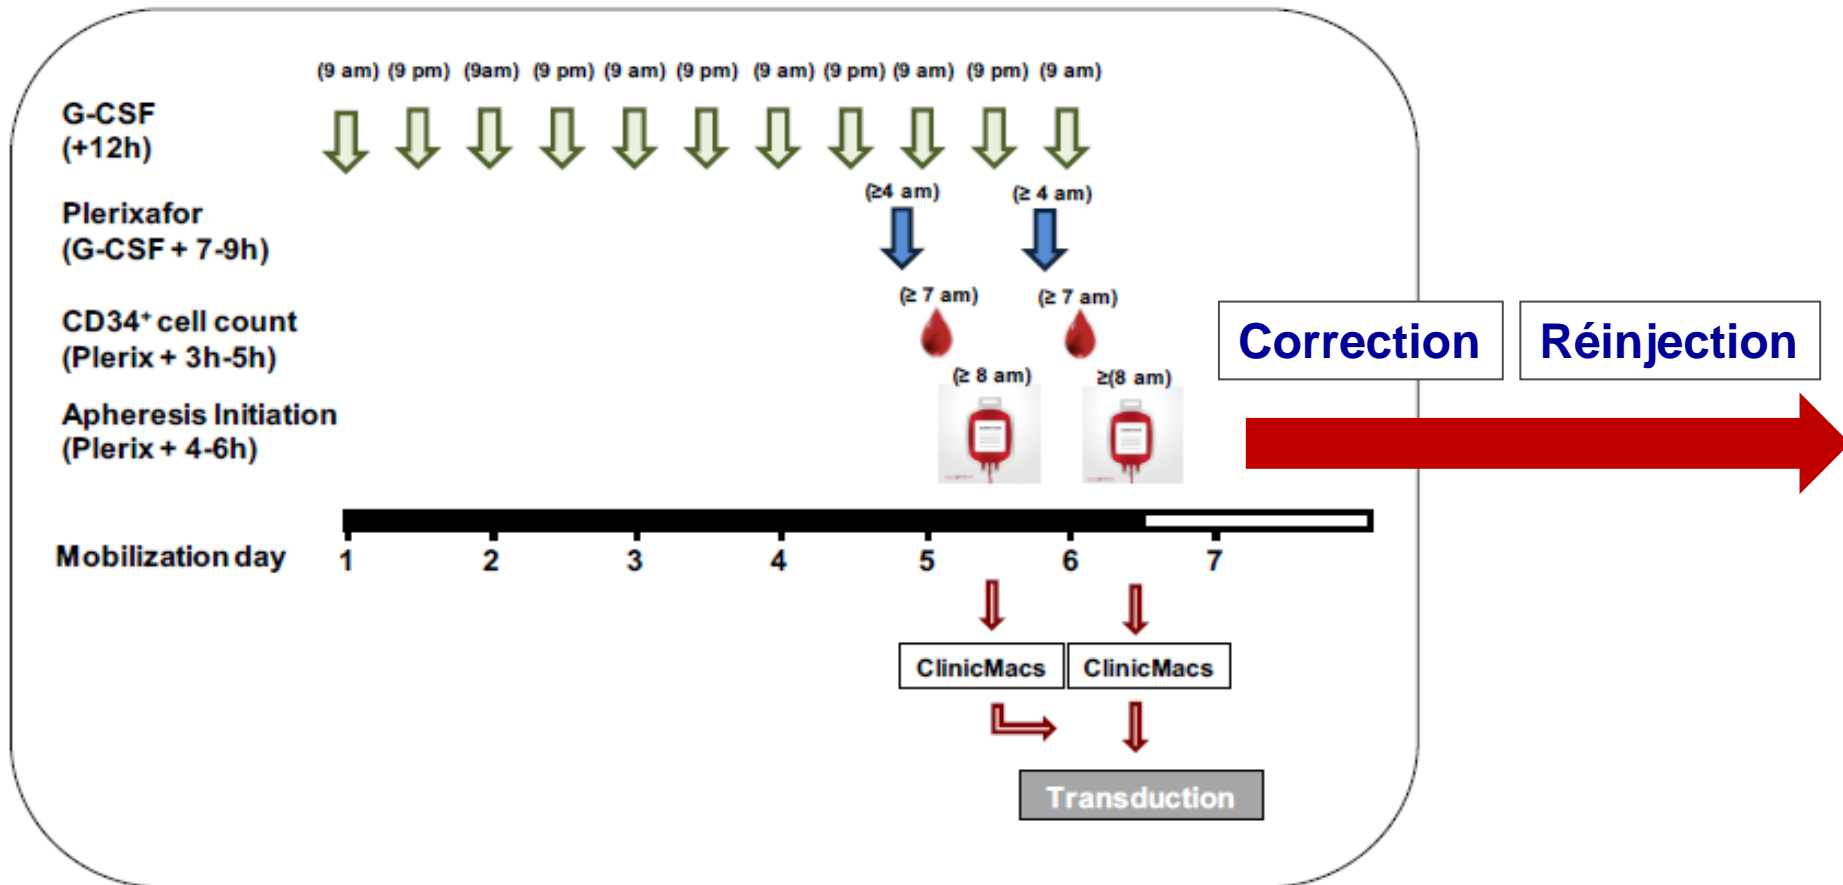 (9 am) (9 pm) (9am) (9 pm) (9 am) (9 pm) (9 am) (9 pm) (9 am) (9 pm) (9 am)
G-CSF
(+12h)
(≥4 am) (≥ 4 am)
Plerixafor
(G-CSF + 7-9h)
(≥ 7 am) (≥ 7 am)
CD34⁺ cell count
(Plerix + 3h-5h)
Correction Réinjection
(≥ 8 am) ≥(8 am)
Apheresis Initiation
(Plerix + 4-6h)
Mobilization day 1 2 3 4 5 6 7
ClinicMacs ClinicMacs
Transduction